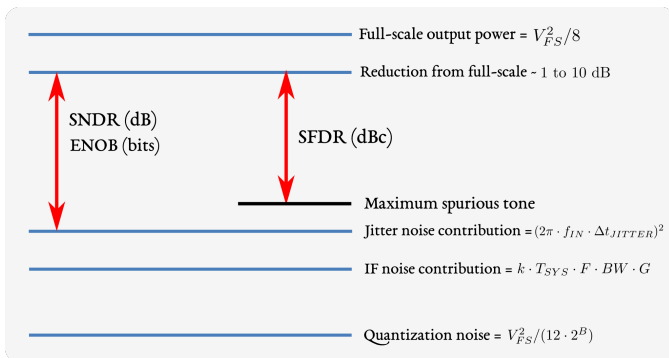 Full-scale output power = V_{FS}^2/8
Reduction from full-scale ~ 1 to 10 dB
SNDR (dB)
ENOB (bits)
SFDR (dBc)
Maximum spurious tone
Jitter noise contribution = (2π · f_{IN} · Δt_{JITTER})^2
IF noise contribution = k · T_{SYS} · F · BW · G
Quantization noise = V_{FS}^2/(12 · 2^B)